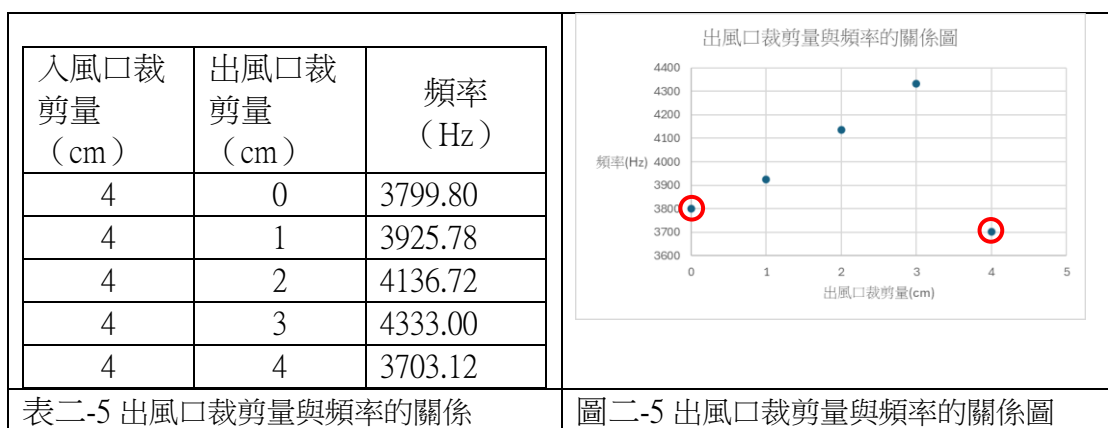 入風口裁
剪量
（cm）
出風口裁
剪量
（cm）
頻率
（Hz）
4 0 3799.80
4 1 3925.78
4 2 4136.72
4 3 4333.00
4 4 3703.12
表二-5 出風口裁剪量與頻率的關係
出風口裁剪量與頻率的關係圖
4400
4300
4200
4100
頻率(Hz) 4000
3900
3800
3700
3600
0 1 2 3 4 5
出風口裁剪量(cm)
圖二-5 出風口裁剪量與頻率的關係圖